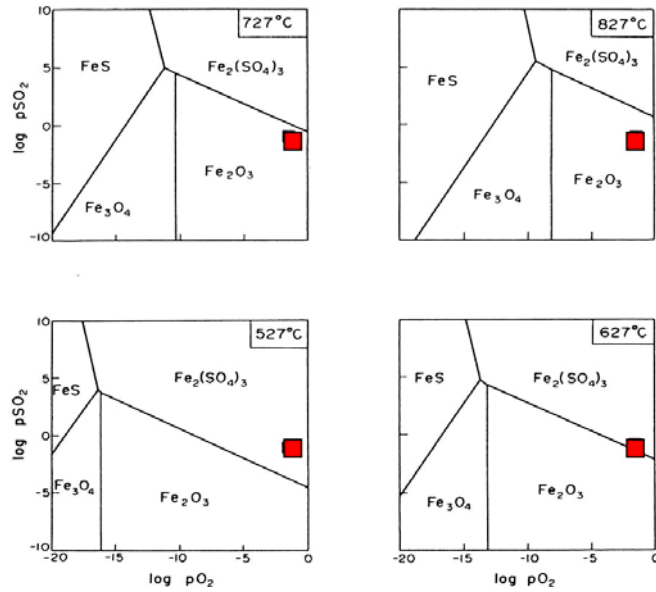 727°C
FeS
Fe₂(SO₄)₃
Fe₂O₃
Fe₃O₄
log pSO₂
10
5
0
-5
-10
827°C
FeS
Fe₂(SO₄)₃
Fe₃O₄
Fe₂O₃
527°C
FeS
Fe₂(SO₄)₃
Fe₃O₄
Fe₂O₃
log pSO₂
10
5
0
-5
-10
-20
-15
-10
-5
0
log pO₂
627°C
FeS
Fe₂(SO₄)₃
Fe₃O₄
Fe₂O₃
-20
-15
-10
-5
0
log pO₂